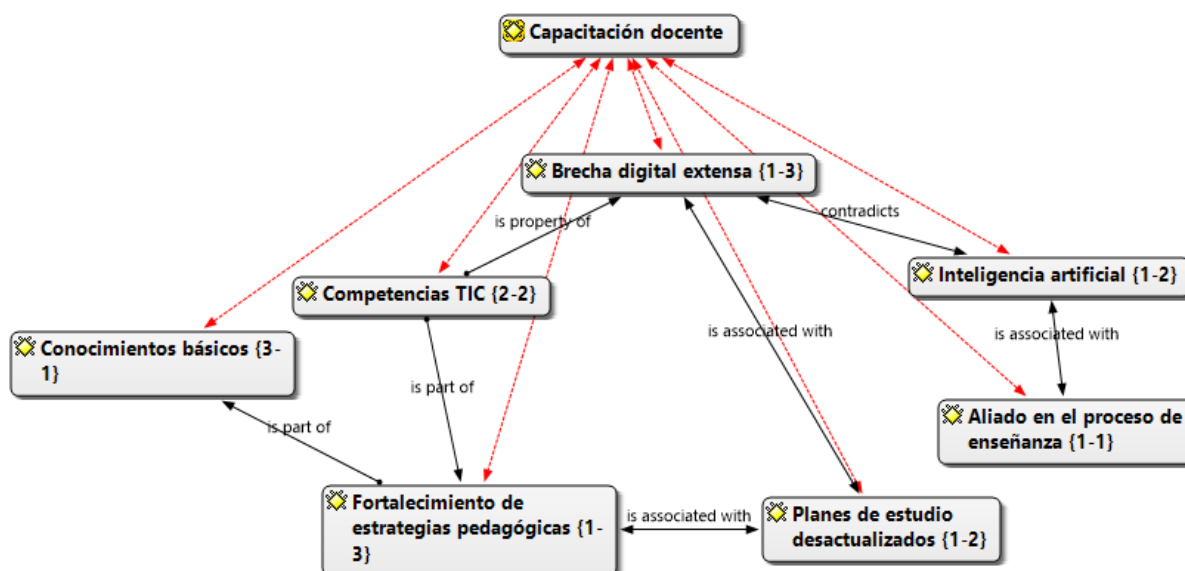 Capacitación docente
Brecha digital extensa {1-3}
is property of
contradicts
Inteligencia artificial {1-2}
Competencias TIC {2-2}
is associated with
is associated with
Conocimientos básicos {3-
1}
is part of
is part of
Aliado en el proceso de
enseñanza {1-1}
Fortalecimiento de
estrategias pedagógicas {1-
3}
is associated with
Planes de estudio
desactualizados {1-2}